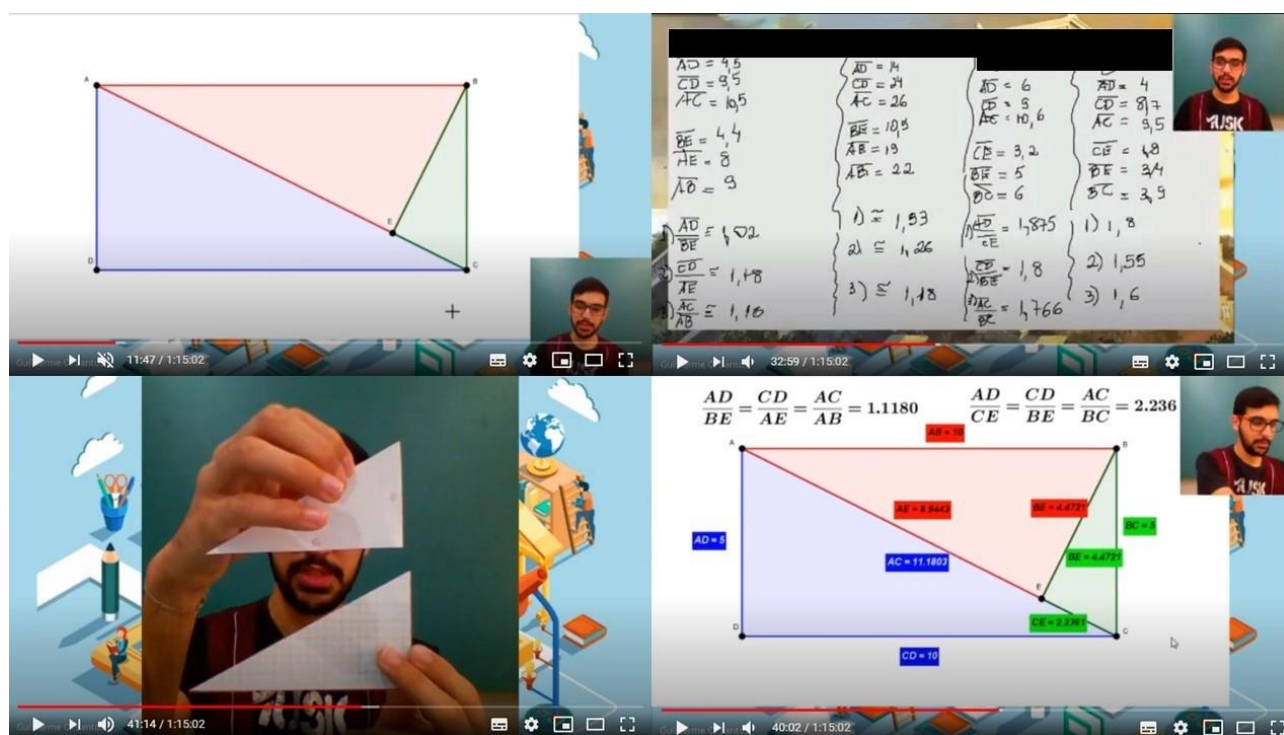 A
B
E
D
C
11:47 / 1:15:02
AD = 4,5
CD = 9,5
AC = 10,5
BE = 4,4
AE = 8
AB = 9
1) AD/BE ≅ 1,02
2) CD/AE ≅ 1,18
3) AC/AB ≅ 1,16
AD = 14
CD = 24
AC = 26
BE = 10,9
AE = 19
AB = 22
1) ≅ 1,33
2) ≅ 1,26
3) ≅ 1,18
AD = 6
CD = 9
AC = 10,6
CE = 3,2
BE = 5
BC = 6
1) AD/CE = 1,875
2) CD/BE = 1,8
3) AC/BC = 1,766
AD = 4
CD = 8,7
AC = 9,5
CE = 1,8
BE = 3,4
BC = 3,9
1) 1,8
2) 1,55
3) 1,6
32:59 / 1:15:02
41:14 / 1:15:02
AD/BE = CD/AE = AC/AB = 1.1180
AD/CE = CD/BE = AC/BC = 2.236
AB = 10
A
B
AE = 8.9443
BE = 4.4721
BC = 5
AD = 5
AC = 11.1803
BE = 4.4721
E
CE = 2.2361
D
C
CD = 10
40:02 / 1:15:02